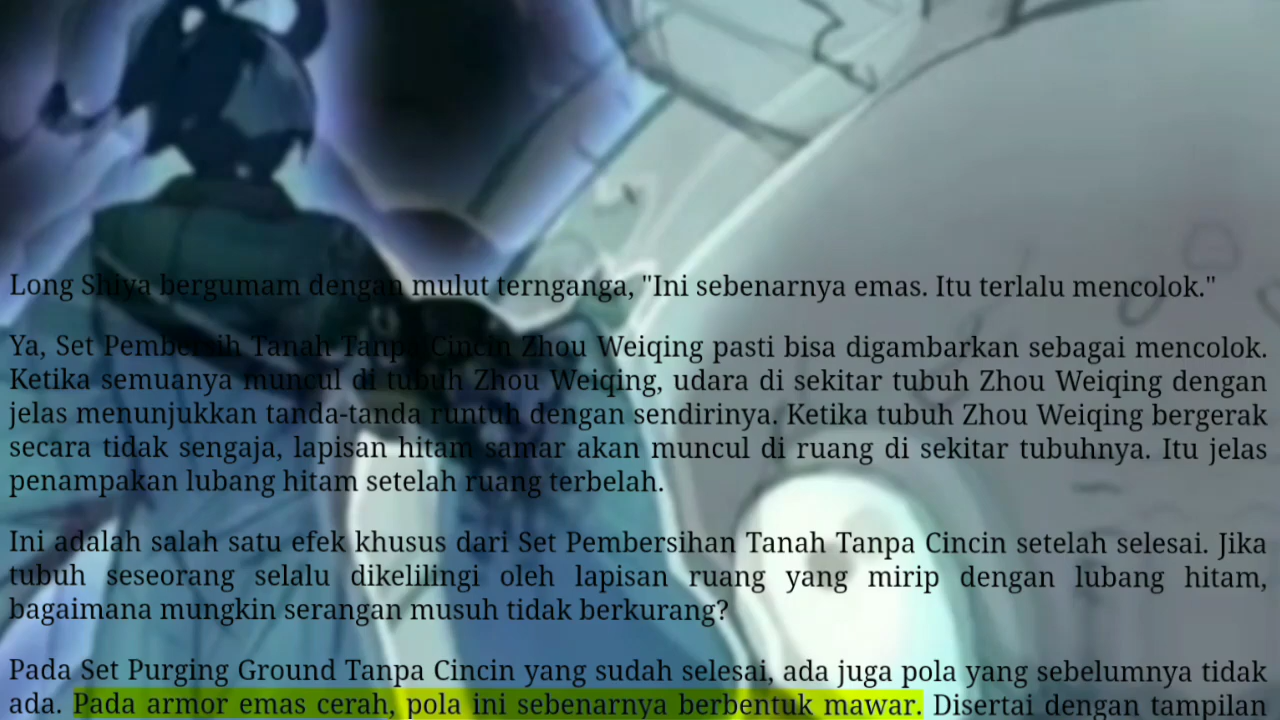 Long Shiya bergumam dengan mulut ternganga, "Ini sebenarnya emas. Itu terlalu mencolok."
Ya, Set Pembersih Tanah Tanpa Cincin Zhou Weiqing pasti bisa digambarkan sebagai mencolok.
Ketika semuanya muncul di tubuh Zhou Weiqing, udara di sekitar tubuh Zhou Weiqing dengan
jelas menunjukkan tanda-tanda runtuh dengan sendirinya. Ketika tubuh Zhou Weiqing bergerak
secara tidak sengaja, lapisan hitam samar akan muncul di ruang di sekitar tubuhnya. Itu jelas
penampakan lubang hitam setelah ruang terbelah.
Ini adalah salah satu efek khusus dari Set Pembersihan Tanah Tanpa Cincin setelah selesai. Jika
tubuh seseorang selalu dikelilingi oleh lapisan ruang yang mirip dengan lubang hitam,
bagaimana mungkin serangan musuh tidak berkurang?
Pada Set Purging Ground Tanpa Cincin yang sudah selesai, ada juga pola yang sebelumnya tidak
ada. Pada armor emas cerah, pola ini sebenarnya berbentuk mawar. Disertai dengan tampilan